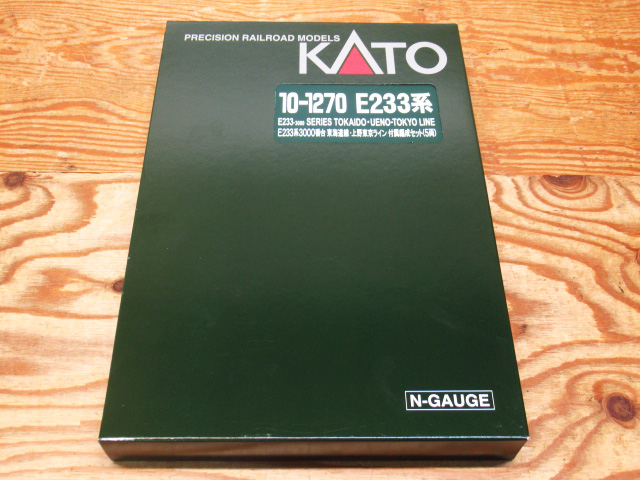 PRECISION RAILROAD MODELS
KATO
10-1270 E233系
E233-3000 SERIES TOKAIDO・UENO-TOKYO LINE
E233系3000番台 東海道線・上野東京ライン 付属編成セット(5両)
N-GAUGE